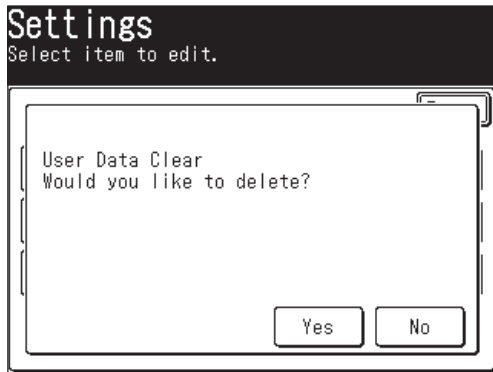 Settings
Select item to edit.
User Data Clear
Would you like to delete?
Yes
No